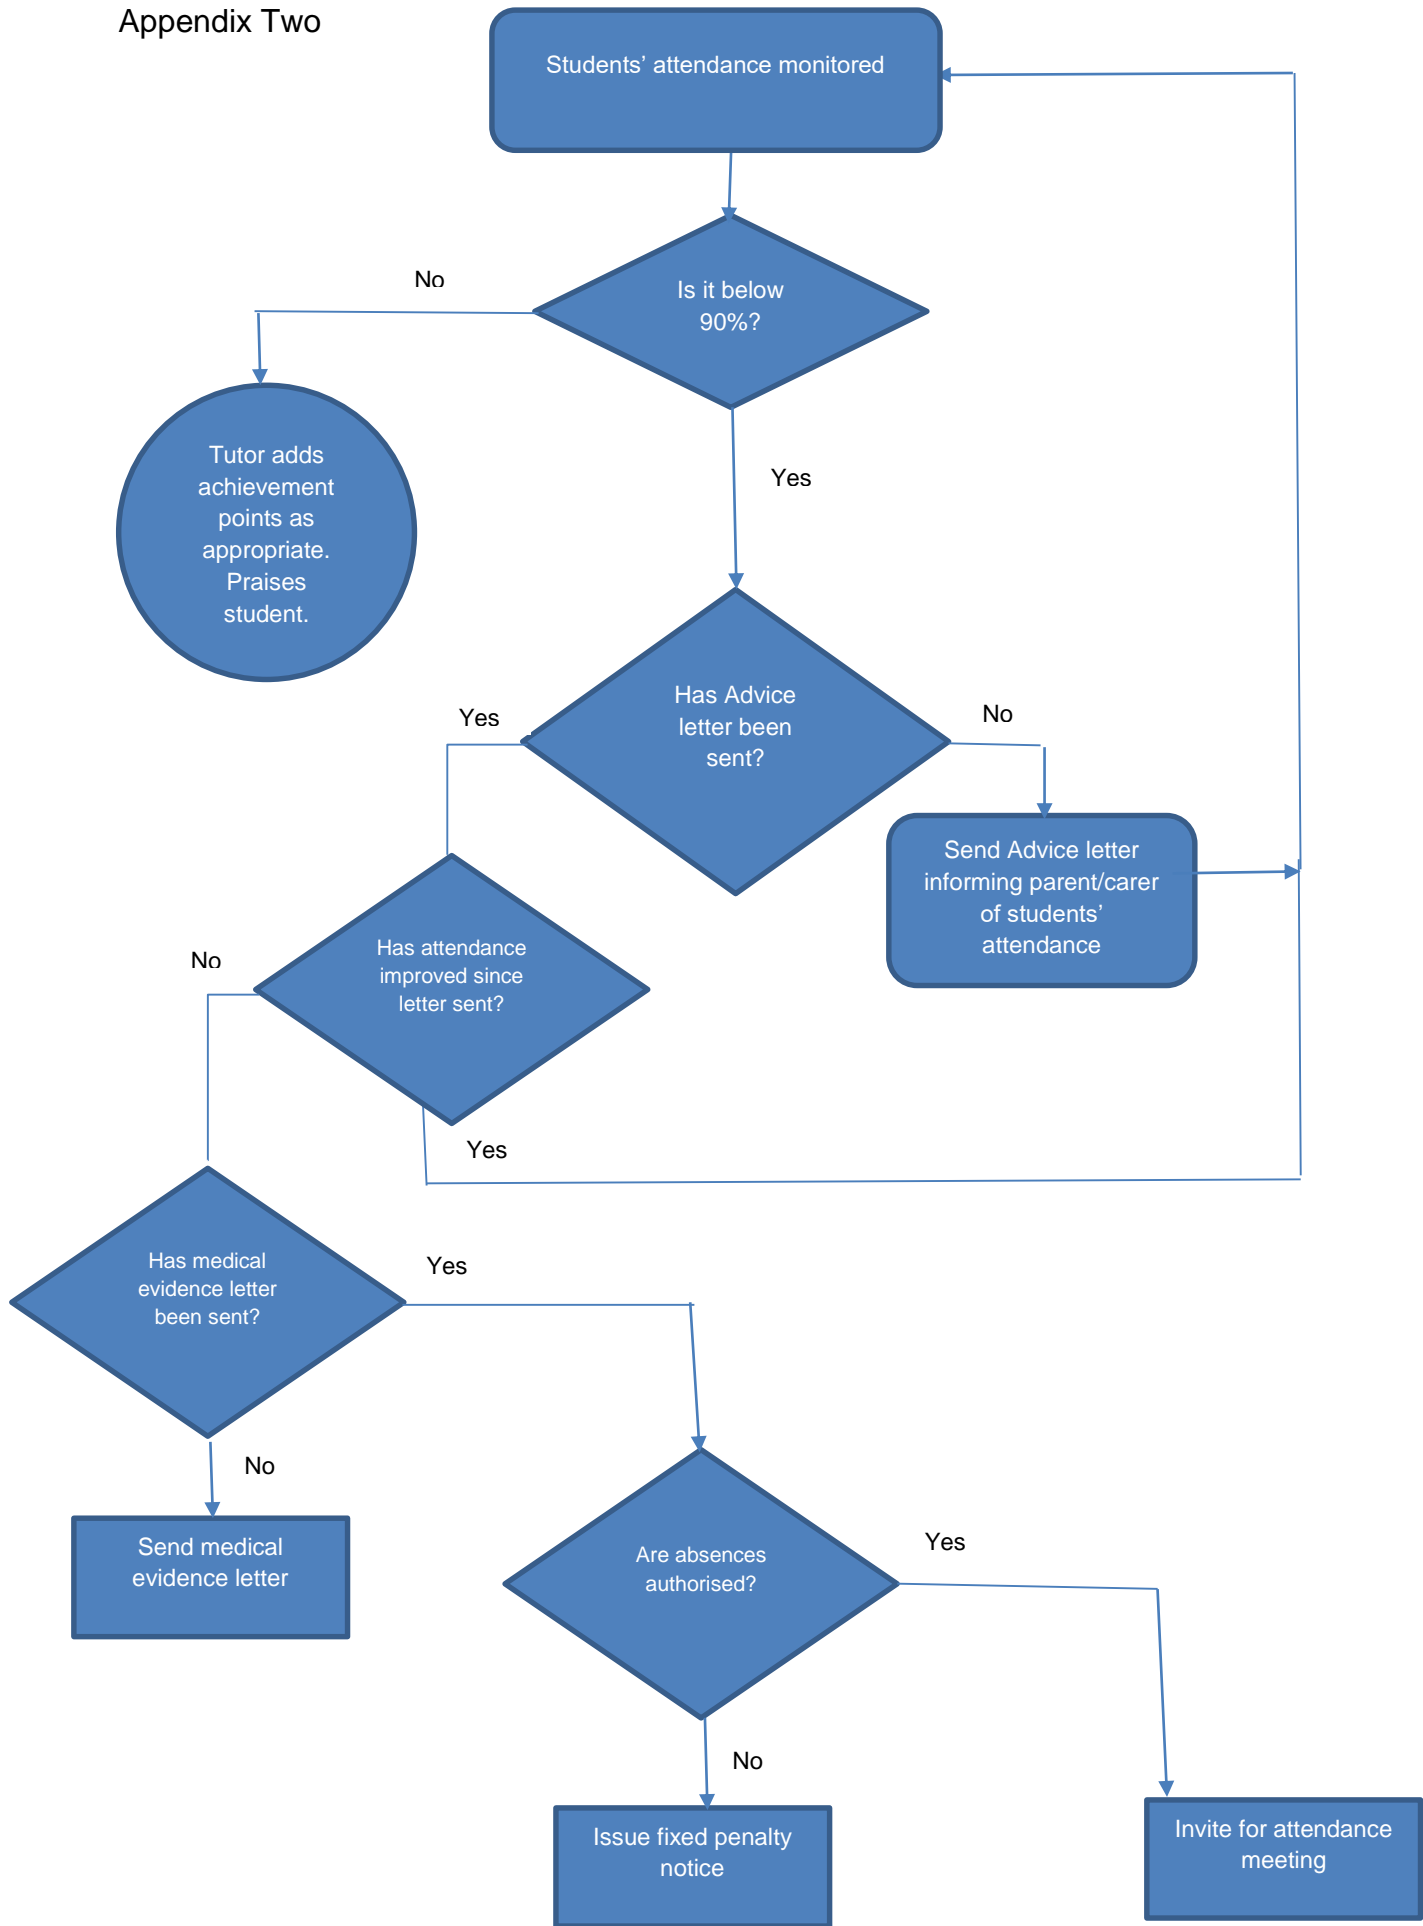 Appendix Two
Students’ attendance monitored
No
Is it below
90%?
Tutor adds
achievement
points as
appropriate.
Praises
student.
Yes
Has Advice
letter been
sent?
Yes
No
Send Advice letter
informing parent/carer
of students’
attendance
Has attendance
improved since
letter sent?
No
Yes
Has medical
evidence letter
been sent?
Yes
No
Send medical
evidence letter
Are absences
authorised?
Yes
No
Issue fixed penalty
notice
Invite for attendance
meeting